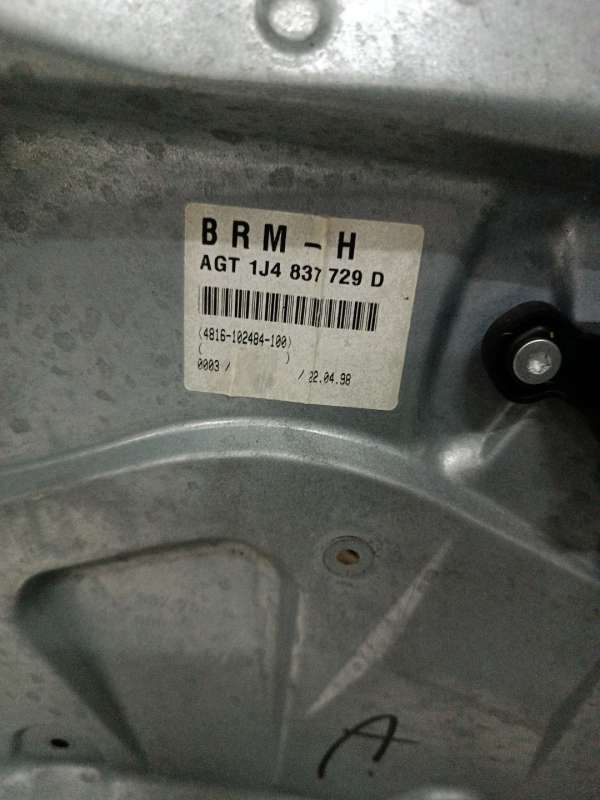 BRM - H
AGT 1J4 837 729 D
(4816-102484-100)
( )
0003 / / 22.04.98
A